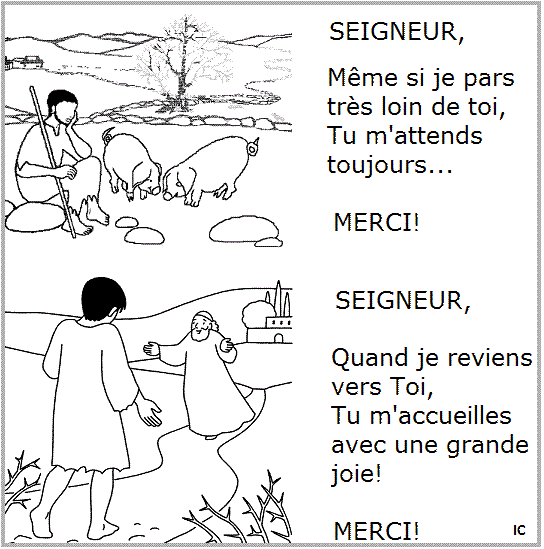 SEIGNEUR,
Même si je pars
très loin de toi,
Tu m'attends
toujours...
MERCI!
SEIGNEUR,
Quand je reviens
vers Toi,
Tu m'accueilles
avec une grande
joie!
MERCI!
IC